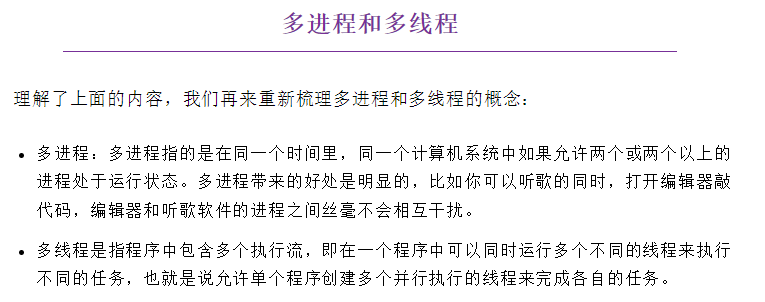 多进程和多线程
理解了上面的内容，我们再来重新梳理多进程和多线程的概念：
• 多进程：多进程指的是在同一个时间里，同一个计算机系统中如果允许两个或两个以上的
进程处于运行状态。多进程带来的好处是明显的，比如你可以听歌的同时，打开编辑器敲
代码，编辑器和听歌软件的进程之间丝毫不会相互干扰。
• 多线程是指程序中包含多个执行流，即在一个程序中可以同时运行多个不同的线程来执行
不同的任务，也就是说允许单个程序创建多个并行执行的线程来完成各自的任务。